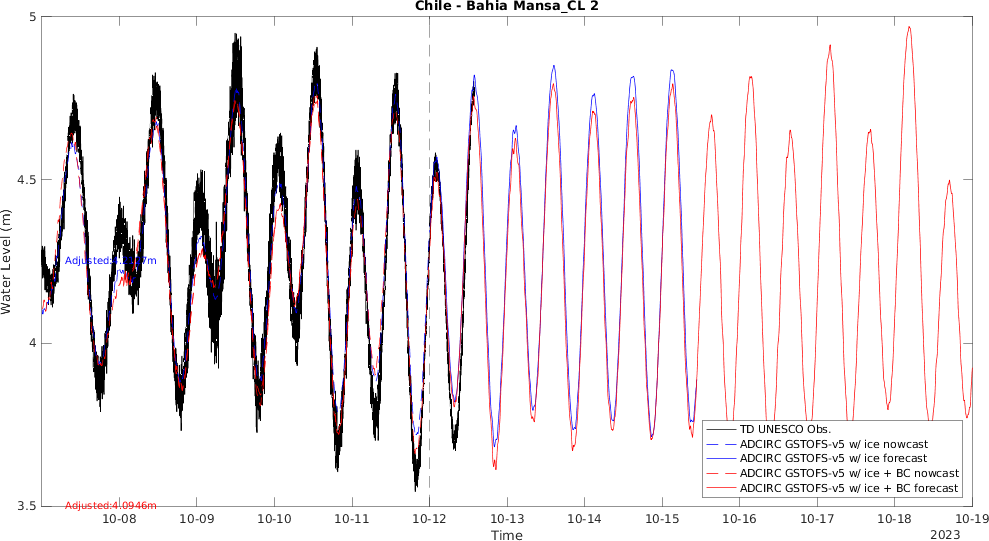 Chile - Bahia Mansa_CL 2
Water Level (m)
5
4.5
4
3.5
Adjusted:4.0946m
TD UNESCO Obs.
ADCIRC GSTOFS-v5 w/ ice nowcast
ADCIRC GSTOFS-v5 w/ ice forecast
ADCIRC GSTOFS-v5 w/ ice + BC nowcast
ADCIRC GSTOFS-v5 w/ ice + BC forecast
10-08 10-09 10-10 10-11 10-12 10-13 10-14 10-15 10-16 10-17 10-18 10-19
Time
2023